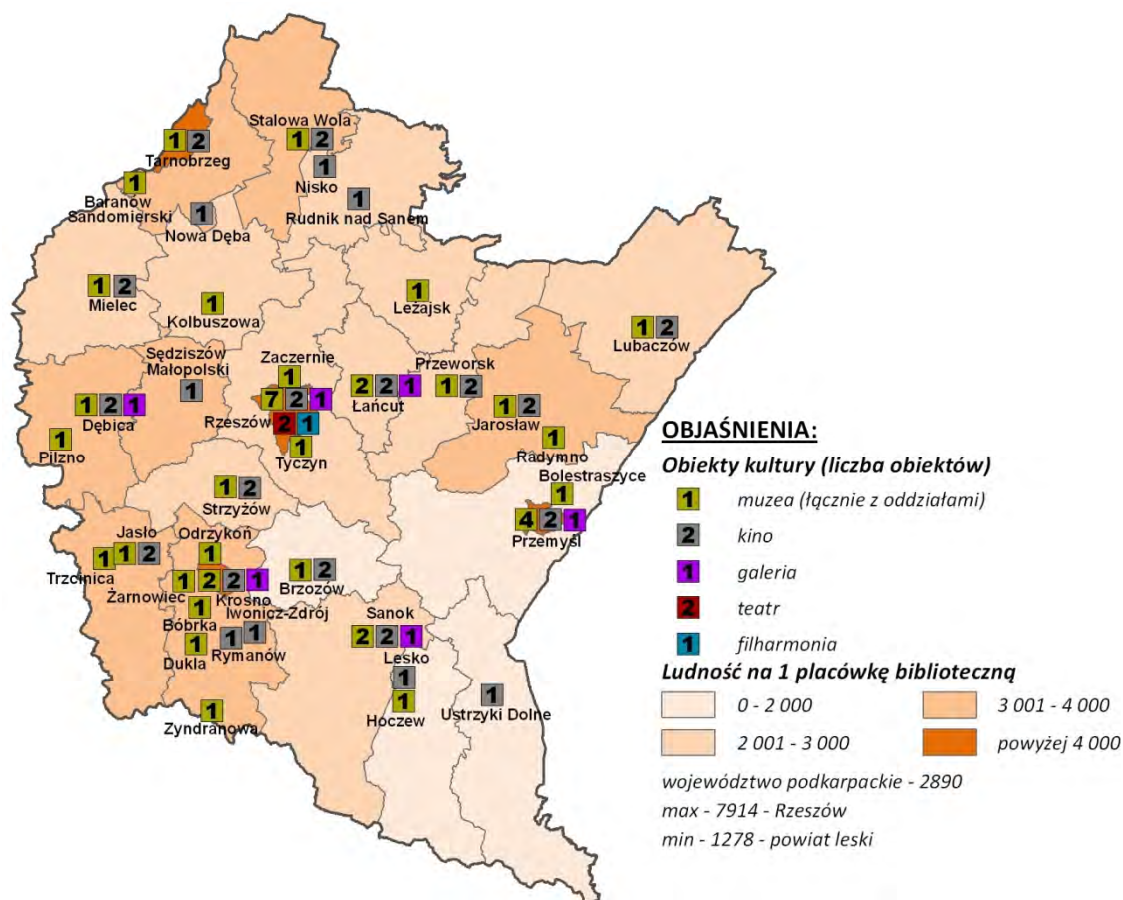 Stalowa Wola
1 2
1 2
Tarnobrzeg
1
Nisko
1
Baranów
Sandomierski
1
Rudnik nad Sanem
1
Nowa Dęba
1 2
Mielec
1
Kolbuszowa
1
Leżajsk
1 2
Lubaczów
Sędziszów
Małopolski
1
Zaczernie
1
Przeworsk
1 2
2 2 1
Łańcut
7 2 1
Rzeszów
2 1
1
Tyczyn
1 2 1
Dębica
1
Pilzno
1 2
Jarosław
1
Radymno
Bolestraszyce
1
4 2 1
Przemyśl
1 2
Strzyżów
Jasło
1 1 2
Trzcinica
Odrzykoń
1
Żarnowiec
1 2 2 1
Krosno
Iwonicz-Zdrój
1 2
Brzozów
1
Bóbrka
1
Dukla
1 1
Rymanów
Sanok
2 2 1
Lesko
1
1
Hoczew
1
Ustrzyki Dolne
1
Zyndranowa
OBJAŚNIENIA:
Obiekty kultury (liczba obiektów)
1 muzea (łącznie z oddziałami)
2 kino
1 galeria
2 teatr
1 filharmonia
Ludność na 1 placówkę biblioteczną
0 - 2 000 3 001 - 4 000
2 001 - 3 000 powyżej 4 000
województwo podkarpackie - 2890
max - 7914 - Rzeszów
min - 1278 - powiat leski